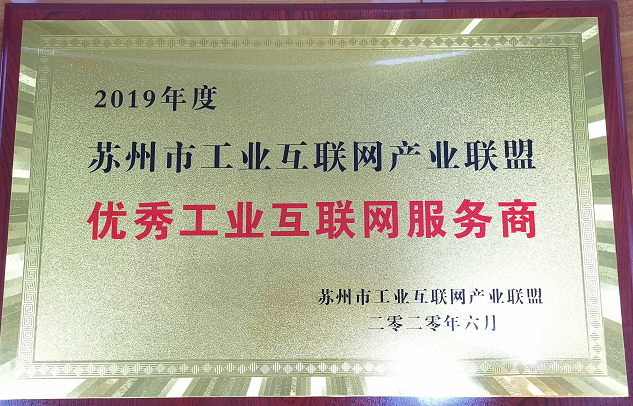 2019年度
苏州市工业互联网产业联盟
优秀工业互联网服务商
苏州市工业互联网产业联盟
二零二零年六月